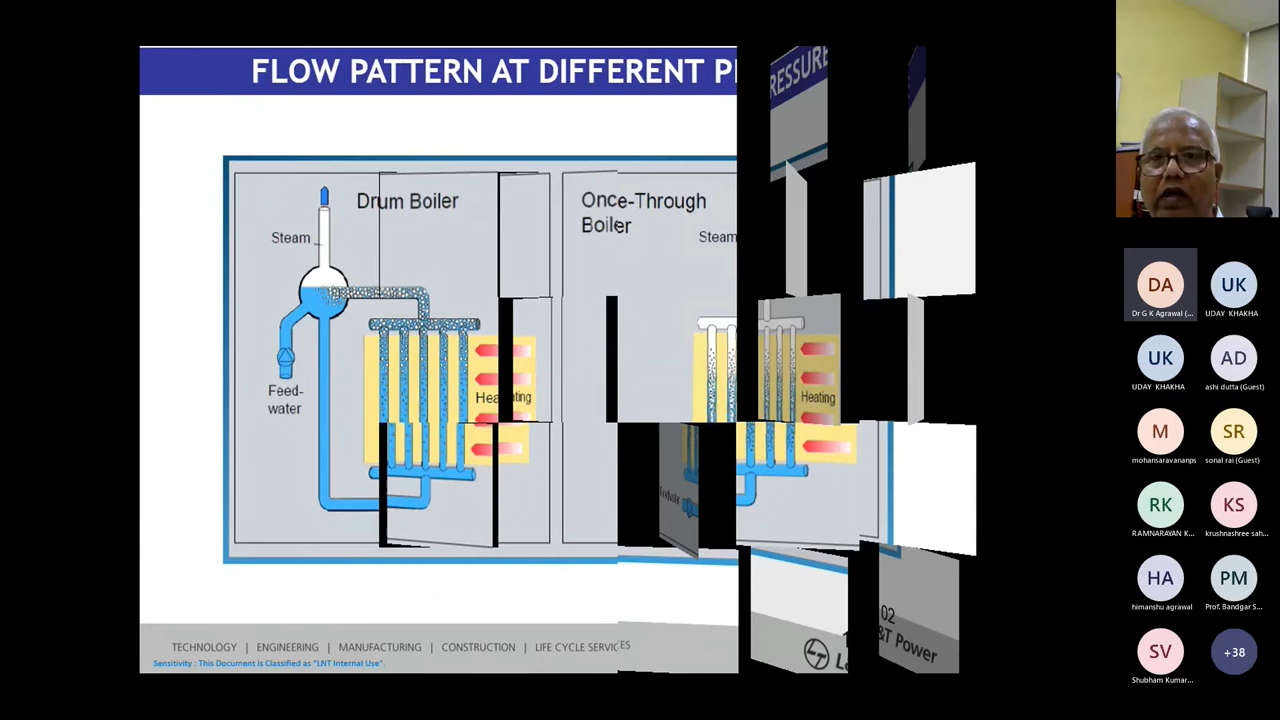 FLOW PATTERN AT DIFFERENT P
RESSURE
Drum Boiler
Once-Through
Boiler
Steam
Steam
Feed-
water
Heating
Heating
Feedwater
TECHNOLOGY | ENGINEERING | MANUFACTURING | CONSTRUCTION | LIFE CYCLE SERVICES
Sensitivity : This Document is Classified as "LNT Internal Use".
02
&T Power
DA
UK
Dr G K Agrawal (...
UDAY KHAKHA
UK
AD
UDAY KHAKHA
ashi dutta (Guest)
M
SR
mohansaravananps
sonal rai (Guest)
RK
KS
RAMNARAYAN K...
krushnashree sah...
HA
PM
himanshu agrawal
Prof. Bandgar S...
SV
+38
Shubham Kumar...